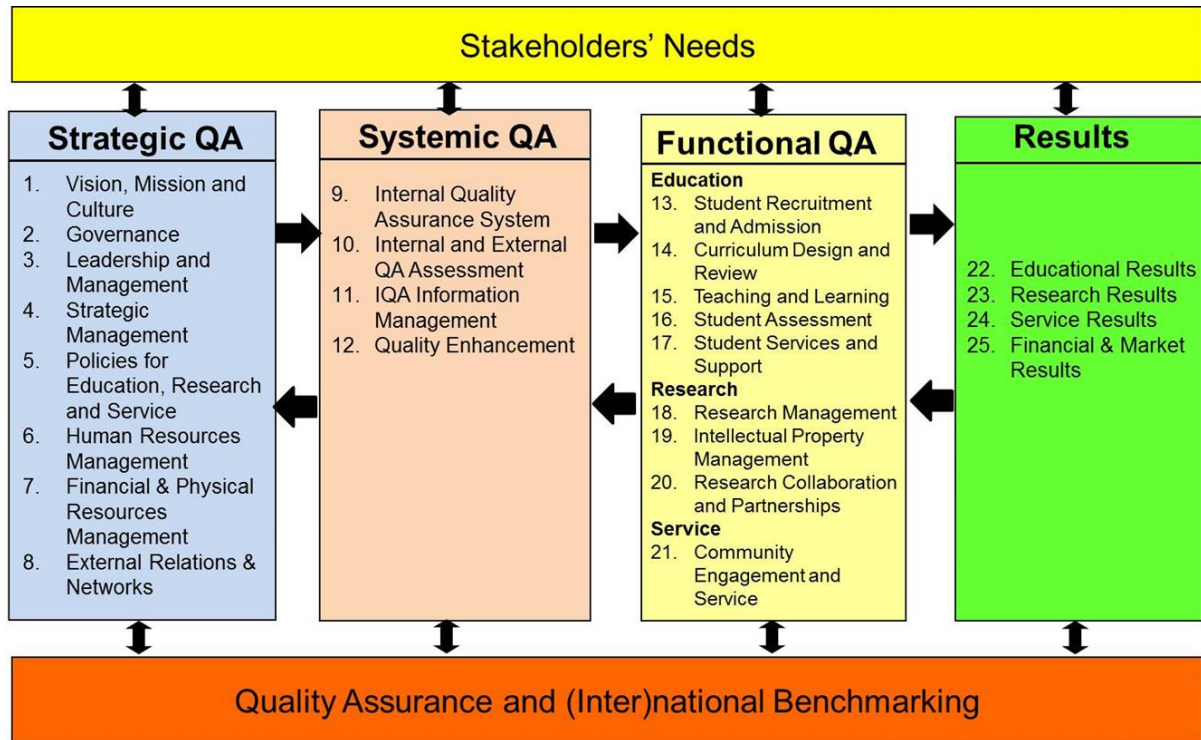 Stakeholders' Needs
Strategic QA
1. Vision, Mission and
Culture
2. Governance
3. Leadership and
Management
4. Strategic
Management
5. Policies for
Education, Research
and Service
6. Human Resources
Management
7. Financial & Physical
Resources
Management
8. External Relations &
Networks
Systemic QA
9. Internal Quality
Assurance System
10. Internal and External
QA Assessment
11. IQA Information
Management
12. Quality Enhancement
Functional QA
Education
13. Student Recruitment
and Admission
14. Curriculum Design and
Review
15. Teaching and Learning
16. Student Assessment
17. Student Services and
Support
Research
18. Research Management
19. Intellectual Property
Management
20. Research Collaboration
and Partnerships
Service
21. Community
Engagement and
Service
Results
22. Educational Results
23. Research Results
24. Service Results
25. Financial & Market
Results
Quality Assurance and (Inter)national Benchmarking